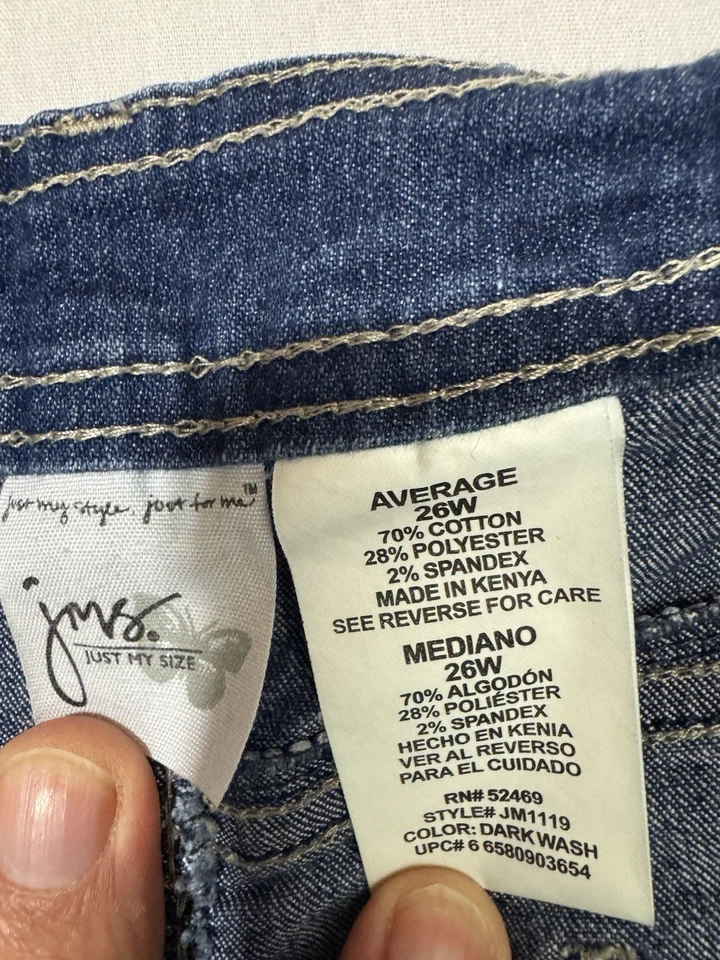 just my style. just for me™
jms.
JUST MY SIZE
AVERAGE
26W
70% COTTON
28% POLYESTER
2% SPANDEX
MADE IN KENYA
SEE REVERSE FOR CARE
MEDIANO
26W
70% ALGODÓN
28% POLIÉSTER
2% SPANDEX
HECHO EN KENIA
VER AL REVERSO
PARA EL CUIDADO
RN# 52469
STYLE# JM1119
COLOR: DARK WASH
UPC# 6 6580903654